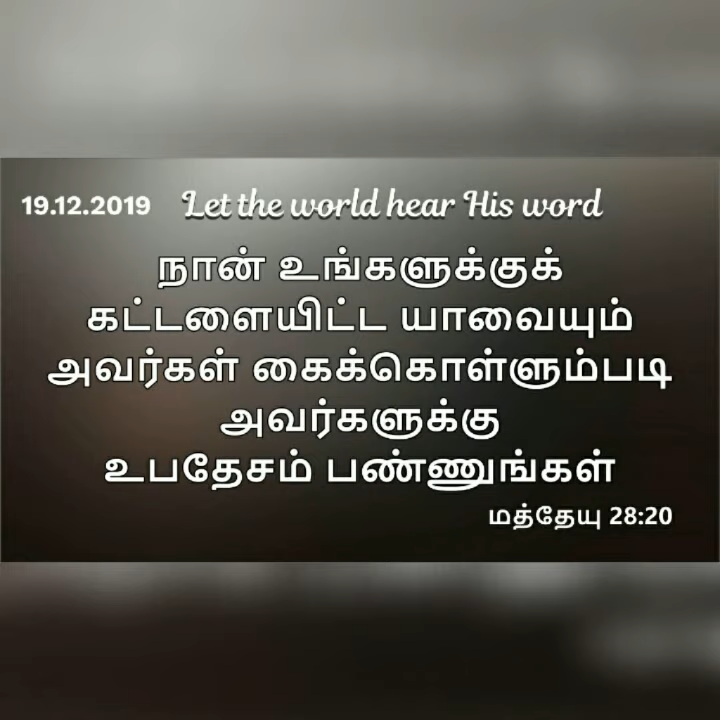 19.12.2019 Let the world hear His word
நான் உங்களுக்குக்
கட்டளையிட்ட யாவையும்
அவர்கள் கைக்கொள்ளும்படி
அவர்களுக்கு
உபதேசம் பண்ணுங்கள்
மத்தேயு 28:20